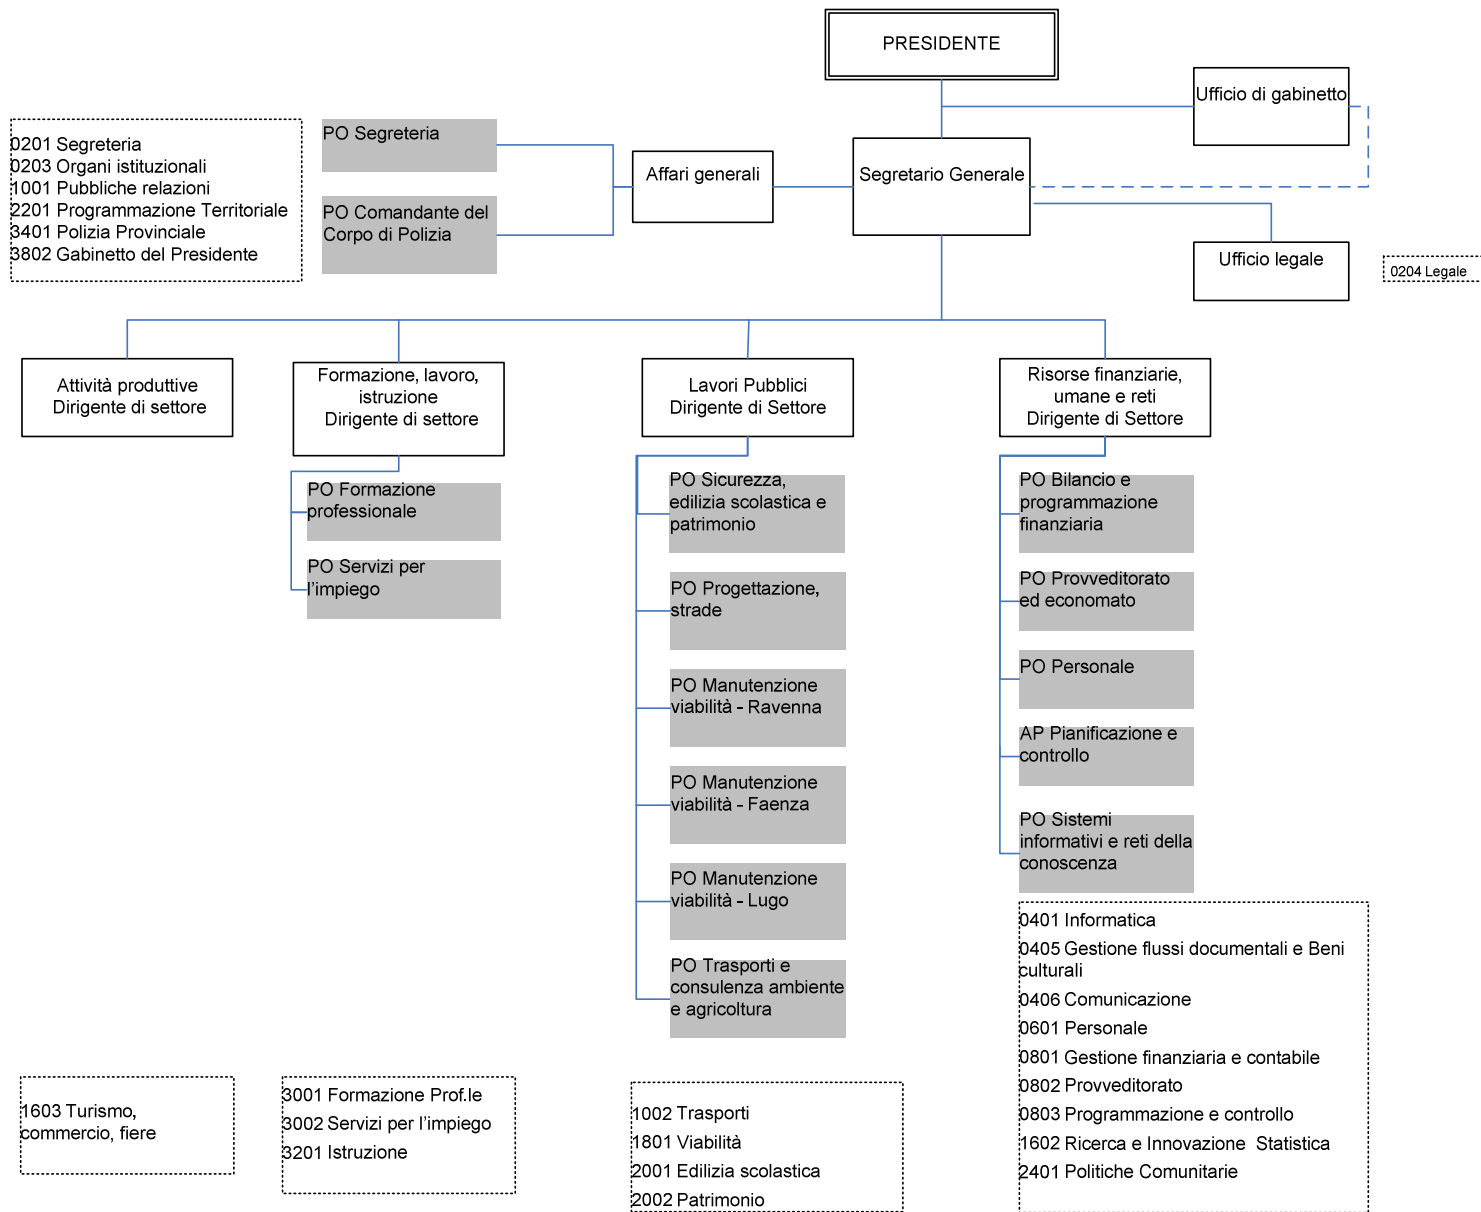 PRESIDENTE
Ufficio di gabinetto
0201 Segreteria
0203 Organi istituzionali
1001 Pubbliche relazioni
2201 Programmazione Territoriale
3401 Polizia Provinciale
3802 Gabinetto del Presidente
PO Segreteria
PO Comandante del
Corpo di Polizia
Affari generali
Segretario Generale
Ufficio legale
0204 Legale
Attività produttive
Dirigente di settore
Formazione, lavoro,
istruzione
Dirigente di settore
Lavori Pubblici
Dirigente di Settore
Risorse finanziarie,
umane e reti
Dirigente di Settore
PO Formazione
professionale
PO Servizi per
l'impiego
PO Sicurezza,
edilizia scolastica e
patrimonio
PO Progettazione,
strade
PO Manutenzione
viabilità - Ravenna
PO Manutenzione
viabilità - Faenza
PO Manutenzione
viabilità - Lugo
PO Trasporti e
consulenza ambiente
e agricoltura
PO Bilancio e
programmazione
finanziaria
PO Provveditorato
ed economato
PO Personale
AP Pianificazione e
controllo
PO Sistemi
informativi e reti della
conoscenza
1603 Turismo,
commercio, fiere
3001 Formazione Prof.le
3002 Servizi per l'impiego
3201 Istruzione
1002 Trasporti
1801 Viabilità
2001 Edilizia scolastica
2002 Patrimonio
0401 Informatica
0405 Gestione flussi documentali e Beni
culturali
0406 Comunicazione
0601 Personale
0801 Gestione finanziaria e contabile
0802 Provveditorato
0803 Programmazione e controllo
1602 Ricerca e Innovazione  Statistica
2401 Politiche Comunitarie